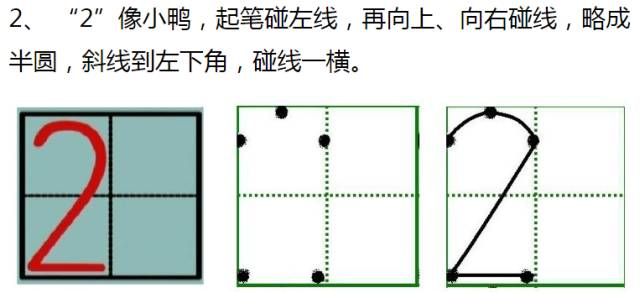 2、 “2”像小鸭，起笔碰左线，再向上、向右碰线，略成
半圆，斜线到左下角，碰线一横。
2
2